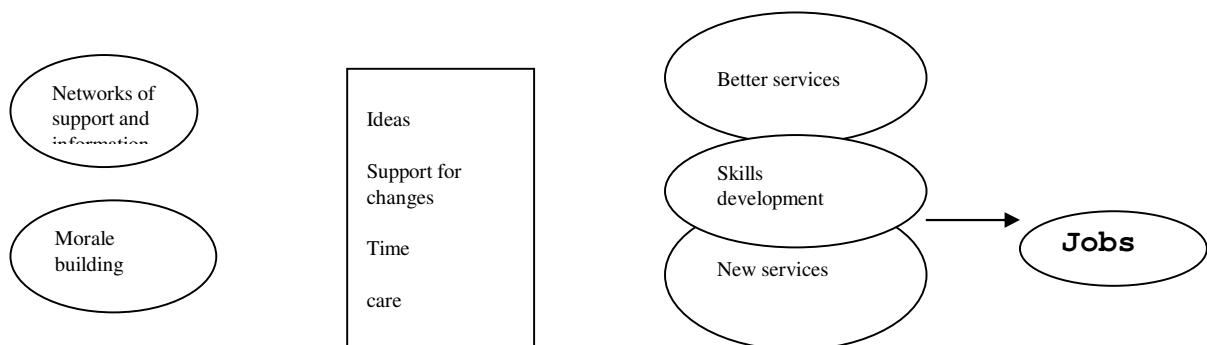 Networks of
support and
information
Morale
building
Ideas
Support for
changes
Time
care
Better services
Skills
development
New services
Jobs